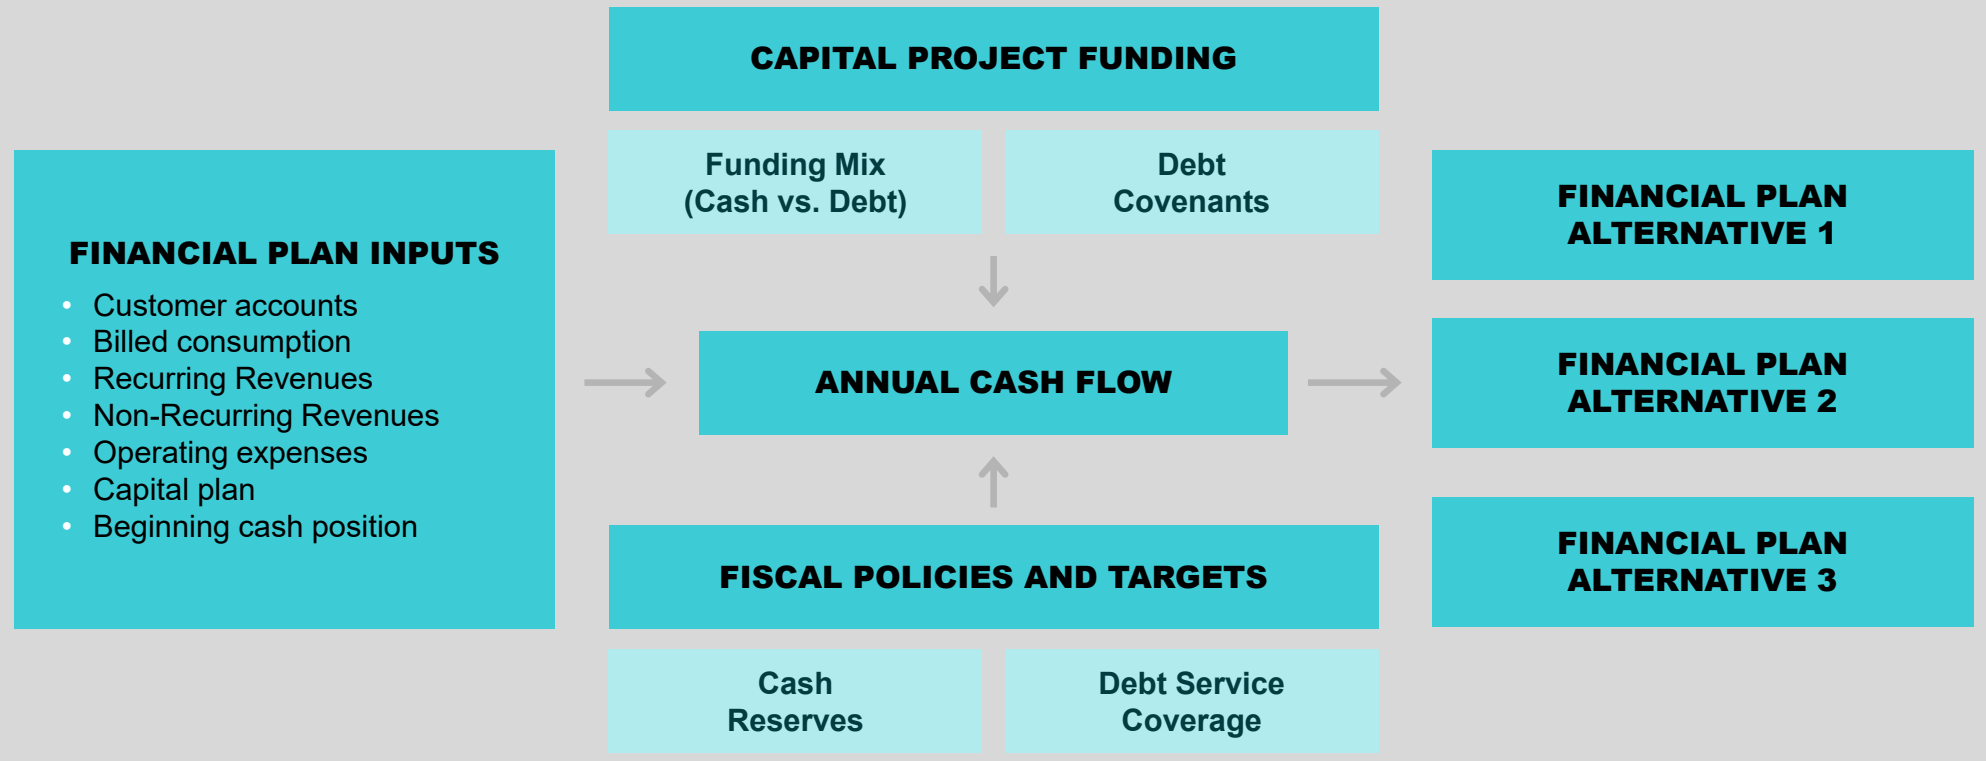 CAPITAL PROJECT FUNDING
Funding Mix
(Cash vs. Debt)
Debt
Covenants
FINANCIAL PLAN INPUTS
• Customer accounts
• Billed consumption
• Recurring Revenues
• Non-Recurring Revenues
• Operating expenses
• Capital plan
• Beginning cash position
ANNUAL CASH FLOW
FISCAL POLICIES AND TARGETS
Cash
Reserves
Debt Service
Coverage
FINANCIAL PLAN
ALTERNATIVE 1
FINANCIAL PLAN
ALTERNATIVE 2
FINANCIAL PLAN
ALTERNATIVE 3